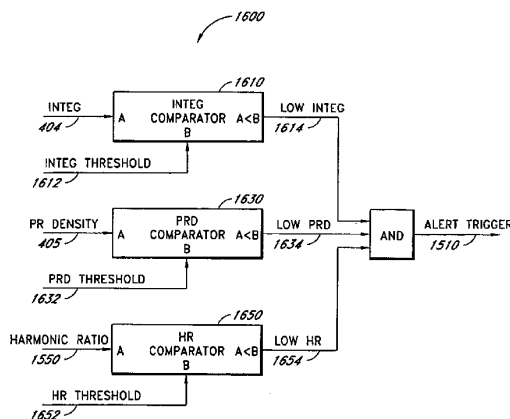 1600
1610
INTEG
404
A
INTEG
COMPARATOR
B
A<B
LOW INTEG
1614
INTEG THRESHOLD
1612
1630
PR DENSITY
405
A
PRD
COMPARATOR
B
A<B
LOW PRD
1634
AND
ALERT TRIGGER
1510
PRD THRESHOLD
1632
1650
HARMONIC RATIO
1550
A
HR
COMPARATOR
B
A<B
LOW HR
1654
HR THRESHOLD
1652